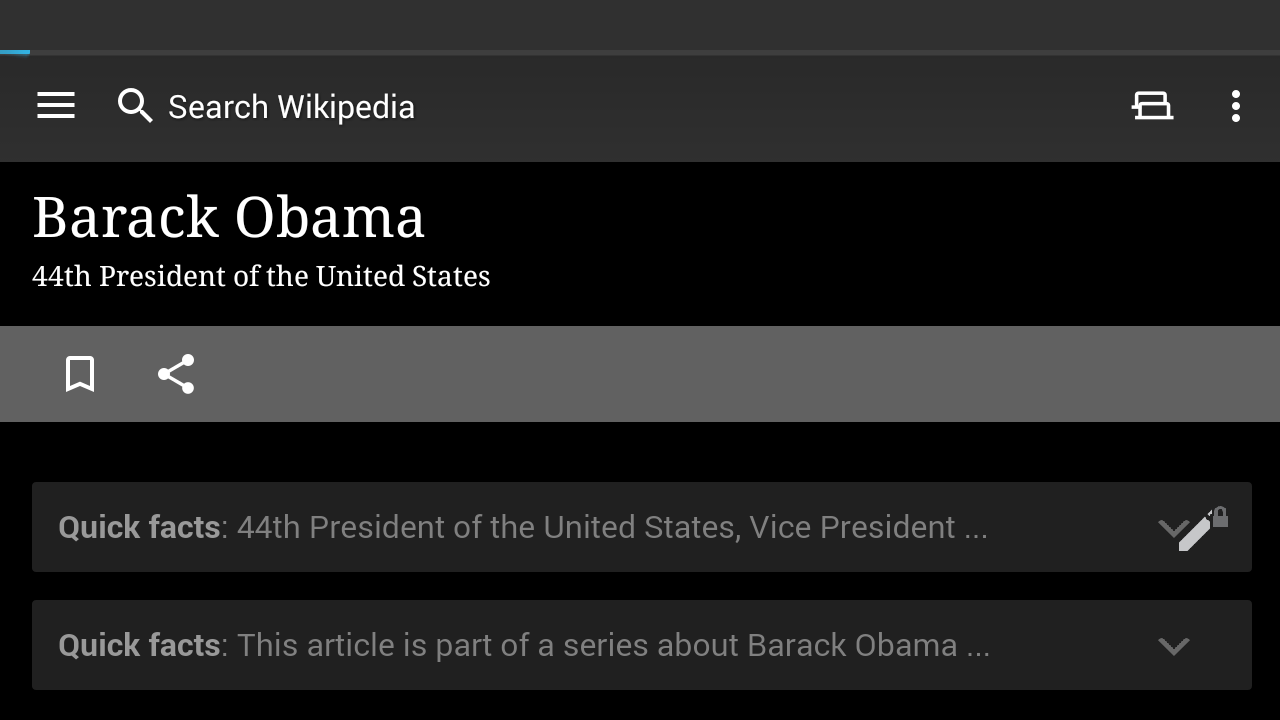 Search Wikipedia
Barack Obama
44th President of the United States
Quick facts: 44th President of the United States, Vice President ...
Quick facts: This article is part of a series about Barack Obama ...